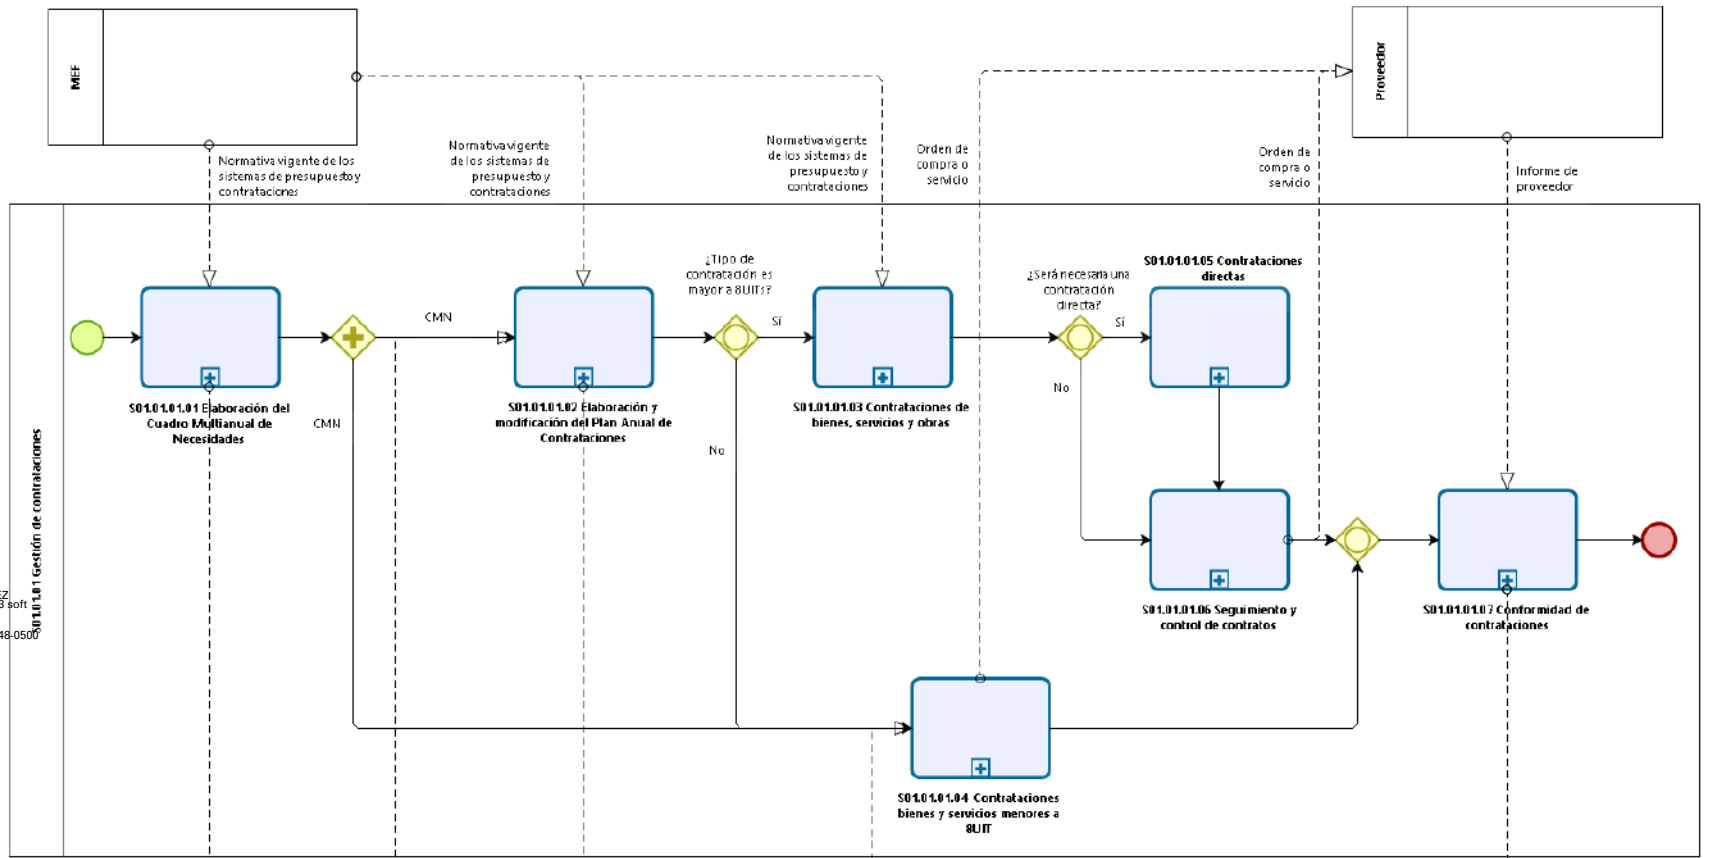 MEF
Proveedor
Normativa vigente de los
sistemas de presupuesto y
contrataciones
Normativa vigente
de los sistemas de
presupuesto y
contrataciones
Normativa vigente
de los sistemas de
presupuesto y
contrataciones
Orden de
compra o
servicio
Orden de
compra o
servicio
Informe de
proveedor
S01.01.01 Gestión de contrataciones
S01.01.01.01 Elaboración del
Cuadro Multianual de
Necesidades
CMN
CMN
S01.01.01.02 Elaboración y
modificación del Plan Anual de
Contrataciones
¿Tipo de
contratación es
mayor a 8UITs?
Sí
No
S01.01.01.03 Contrataciones de
bienes, servicios y obras
¿Será necesaria una
contratación
directa?
Sí
No
S01.01.01.05 Contrataciones
directas
S01.01.01.06 Seguimiento y
control de contratos
S01.01.01.07 Conformidad de
contrataciones
S01.01.01.04 Contrataciones
bienes y servicios menores a
8UIT
EZ
3 soft
48-0500